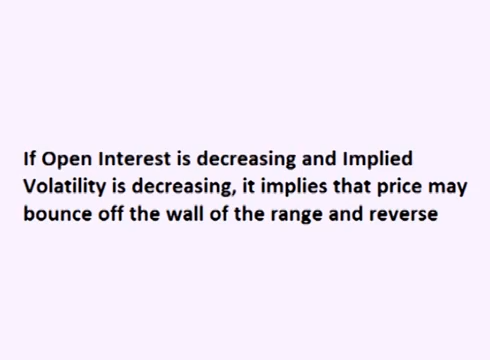 If Open Interest is decreasing and Implied
Volatility is decreasing, it implies that price may
bounce off the wall of the range and reverse